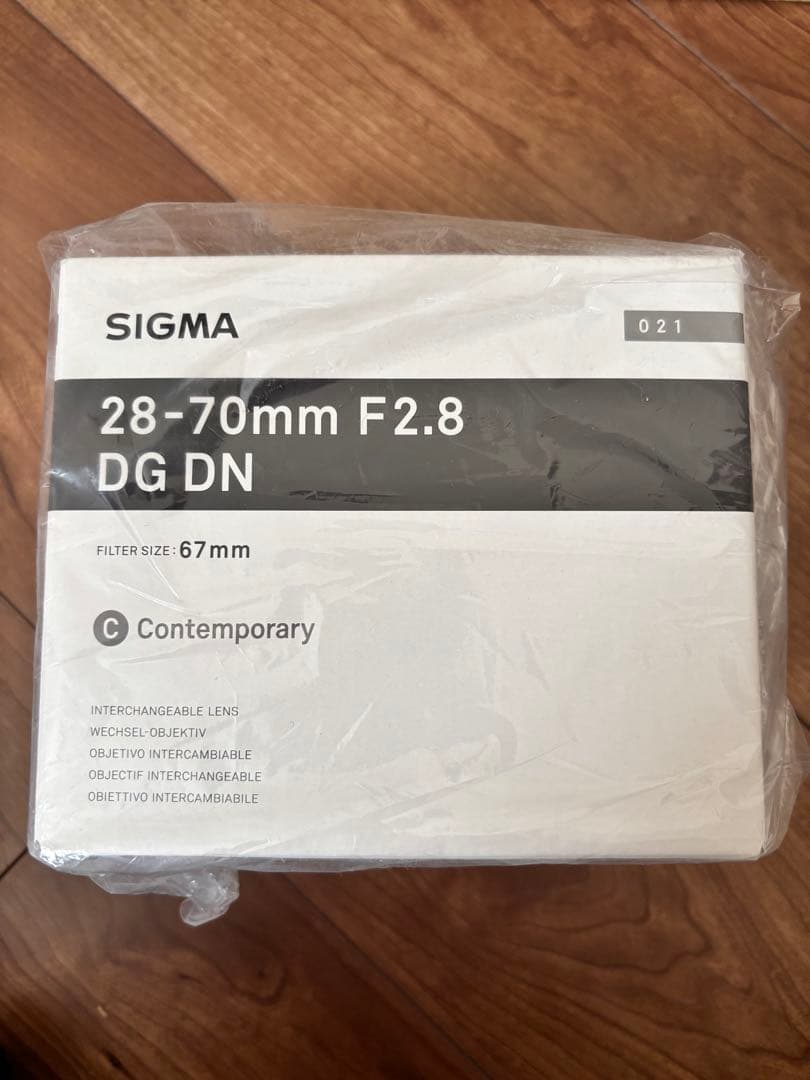 SIGMA
021
28-70mm F2.8
DG DN
FILTER SIZE: 67mm
C Contemporary
INTERCHANGEABLE LENS
WECHSEL-OBJEKTIV
OBJETIVO INTERCAMBIABLE
OBJECTIF INTERCHANGEABLE
OBIETTIVO INTERCAMBIABILE